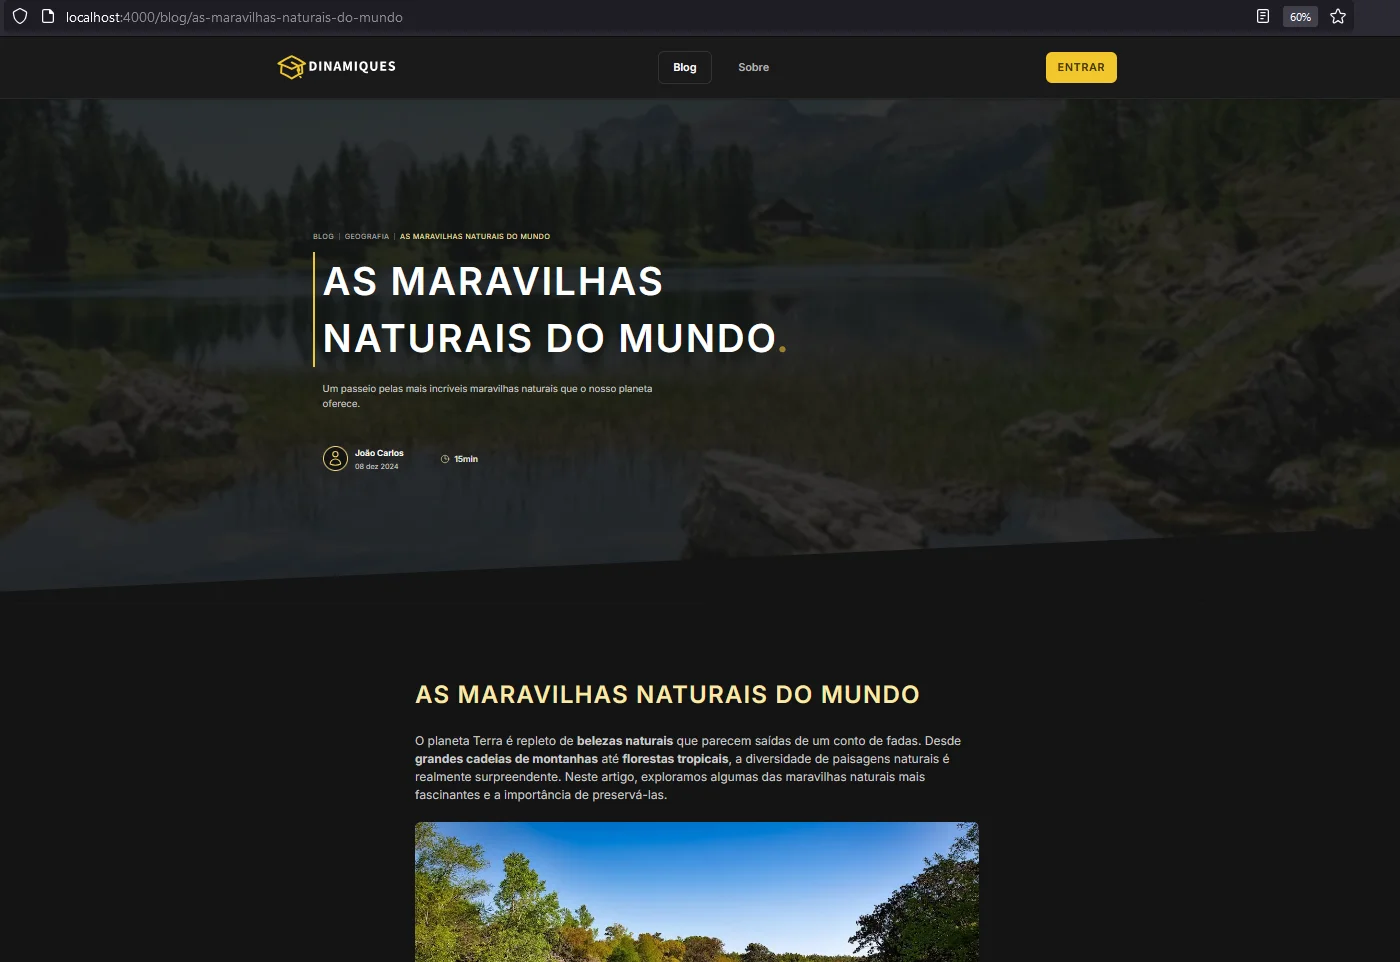 localhost:4000/blog/as-maravilhas-naturais-do-mundo
60%
DINAMIQUES
Blog
Sobre
ENTRAR
BLOG | GEOGRAFIA | AS MARAVILHAS NATURAIS DO MUNDO
AS MARAVILHAS
NATURAIS DO MUNDO.
Um passeio pelas mais incríveis maravilhas naturais que o nosso planeta
oferece.
João Carlos
08 dez 2024
15min
AS MARAVILHAS NATURAIS DO MUNDO
O planeta Terra é repleto de belezas naturais que parecem saídas de um conto de fadas. Desde
grandes cadeias de montanhas até florestas tropicais, a diversidade de paisagens naturais é
realmente surpreendente. Neste artigo, exploramos algumas das maravilhas naturais mais
fascinantes e a importância de preservá-las.